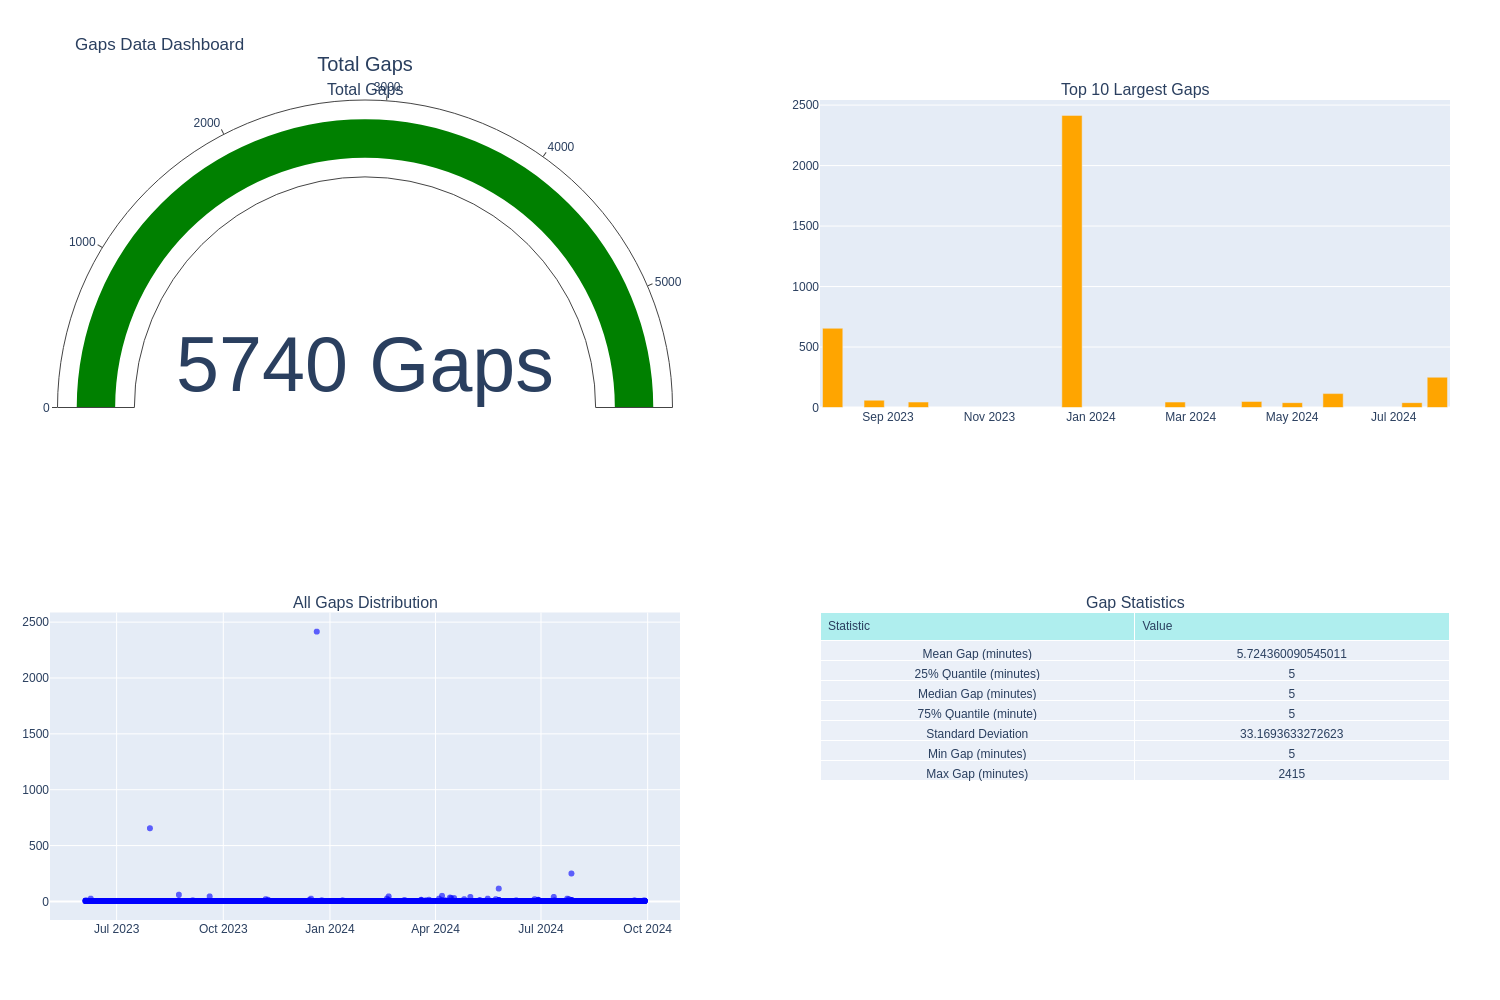 Gaps Data Dashboard
Total Gaps
Total Gaps
0
1000
2000
3000
4000
5000
5740 Gaps
Top 10 Largest Gaps
2500
2000
1500
1000
500
0
Sep 2023 Nov 2023 Jan 2024 Mar 2024 May 2024 Jul 2024
All Gaps Distribution
2500
2000
1500
1000
500
0
Jul 2023 Oct 2023 Jan 2024 Apr 2024 Jul 2024 Oct 2024
Gap Statistics
Statistic Value
Mean Gap (minutes) 5.724360090545011
25% Quantile (minutes) 5
Median Gap (minutes) 5
75% Quantile (minute) 5
Standard Deviation 33.1693633272623
Min Gap (minutes) 5
Max Gap (minutes) 2415